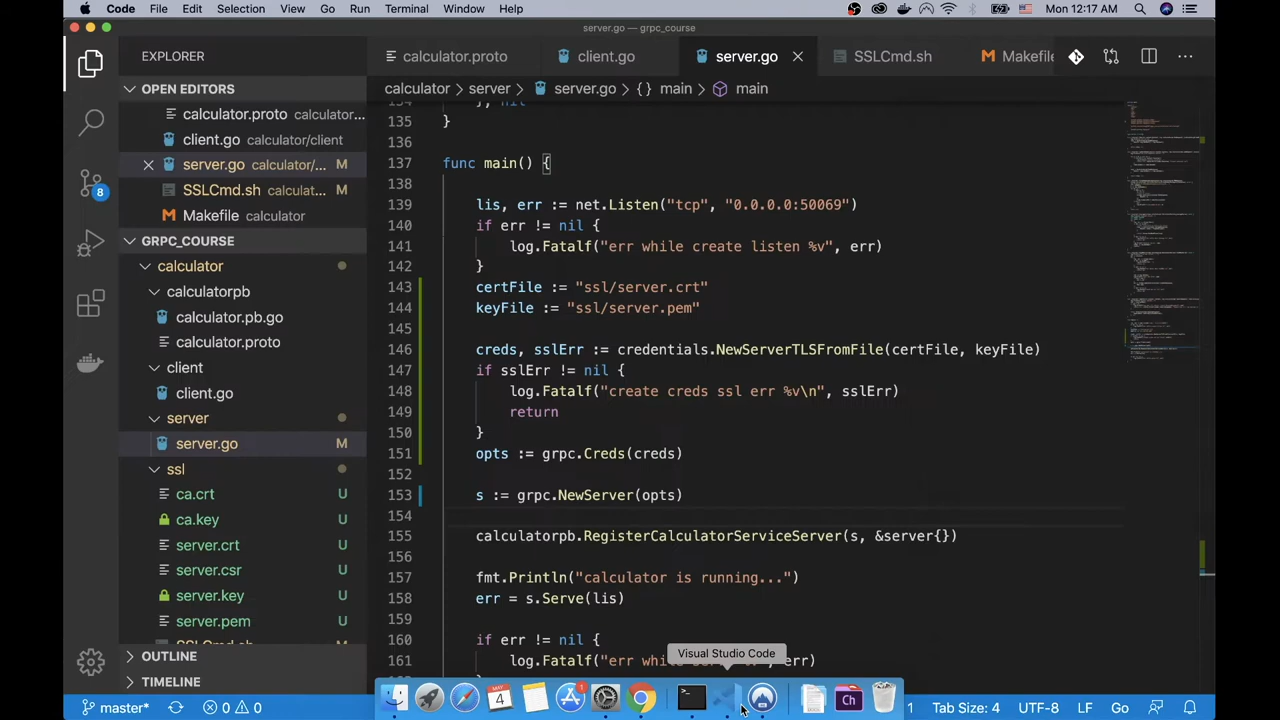 Code File Edit Selection View Go Run Terminal Window Help
Mon 12:17 AM
server.go — grpc_course
EXPLORER
OPEN EDITORS
calculator.proto calculator...
client.go calculator/client
server.go calculator/... M
SSLCmd.sh calculat... M
Makefile calculator
GRPC_COURSE
calculator
calculatorpb
calculator.pb.go
calculator.proto
client
client.go
server
server.go M
ssl
ca.crt U
ca.key U
server.crt U
server.csr U
server.key U
server.pem U
OUTLINE
TIMELINE
8
calculator.proto
client.go
server.go
SSLCmd.sh
Makefile
calculator > server > server.go > {} main > main
135 }
136
137 func main() {
138
139 lis, err := net.Listen("tcp", "0.0.0.0:50069")
140 if err != nil {
141 log.Fatalf("err while create listen %v", err)
142 }
143 certFile := "ssl/server.crt"
144 keyFile := "ssl/server.pem"
145
146 creds, sslErr := credentials.NewServerTLSFromFile(certFile, keyFile)
147 if sslErr != nil {
148 log.Fatalf("create creds ssl err %v\n", sslErr)
149 return
150 }
151 opts := grpc.Creds(creds)
152
153 s := grpc.NewServer(opts)
154
155 calculatorpb.RegisterCalculatorServiceServer(s, &server{})
156
157 fmt.Println("calculator is running...")
158 err = s.Serve(lis)
159
160 if err != nil {
161
Visual Studio Code
MAY
4
1
Ch
master*
0 0
Tab Size: 4 UTF-8 LF Go